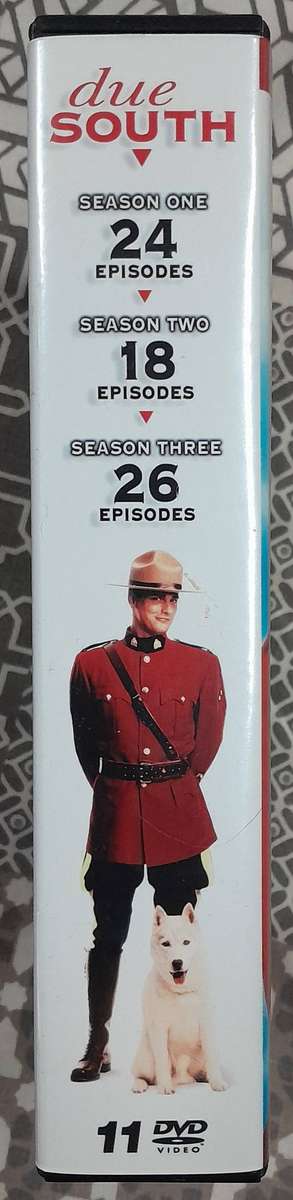 due
SOUTH
SEASON ONE
24
EPISODES
SEASON TWO
18
EPISODES
SEASON THREE
26
EPISODES
11 DVD
VIDEO